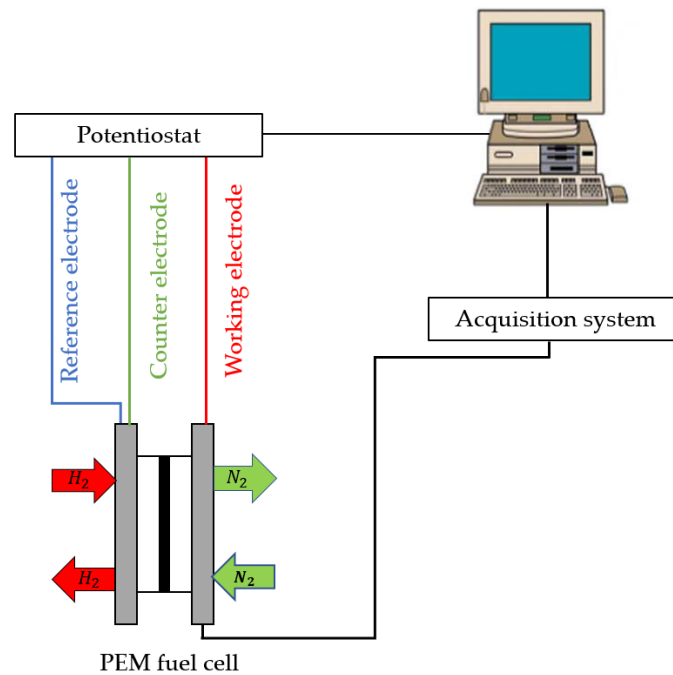 Potentiostat
Reference electrode
Counter electrode
Working electrode
Acquisition system
H₂
N₂
H₂
N₂
PEM fuel cell